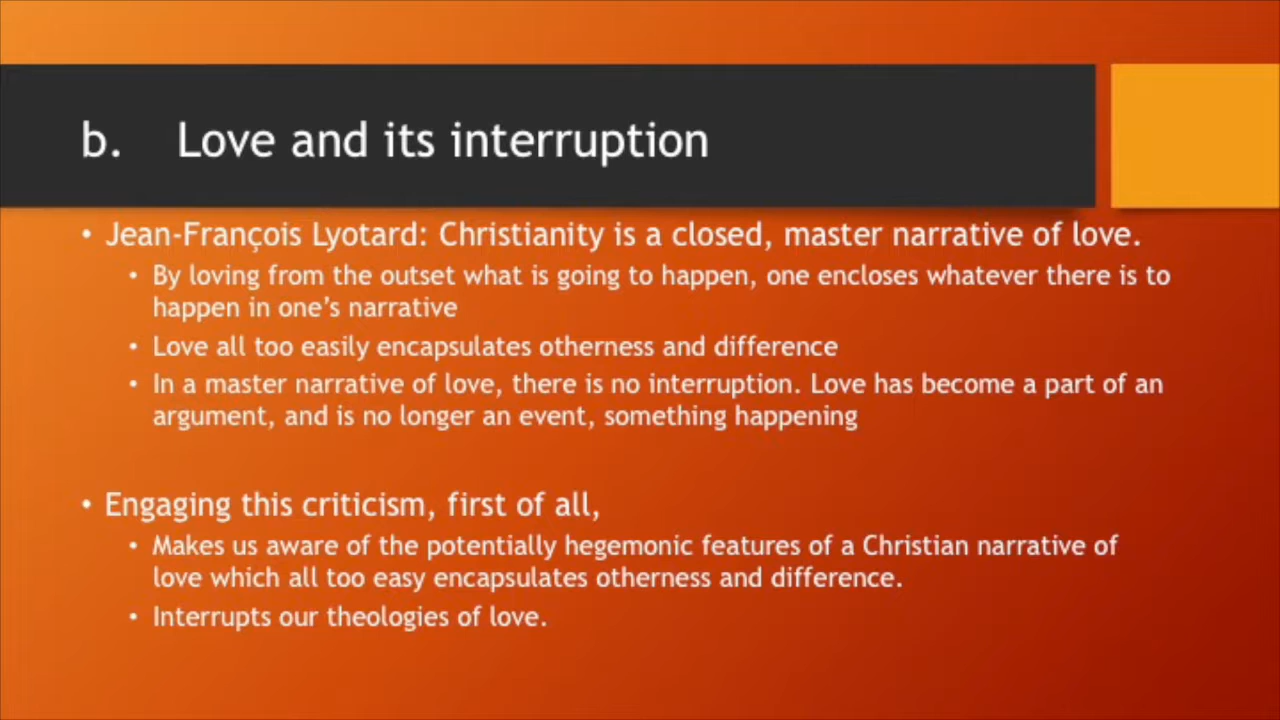 b. Love and its interruption
• Jean-François Lyotard: Christianity is a closed, master narrative of love.
• By loving from the outset what is going to happen, one encloses whatever there is to
happen in one’s narrative
• Love all too easily encapsulates otherness and difference
• In a master narrative of love, there is no interruption. Love has become a part of an
argument, and is no longer an event, something happening
• Engaging this criticism, first of all,
• Makes us aware of the potentially hegemonic features of a Christian narrative of
love which all too easy encapsulates otherness and difference.
• Interrupts our theologies of love.